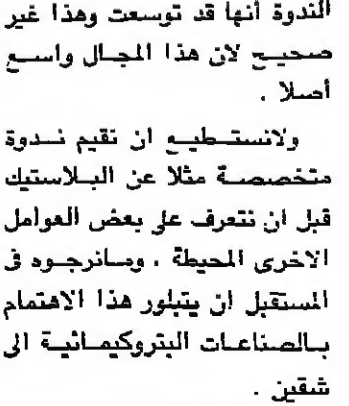 الندوة أنها قد توسعت وهذا غير
صحيح لان هذا المجال واسع
أصلا .
ولانستطيع ان نقيم ندوة
متخصصة مثلا عن البلاستيك
قبل ان نتعرف على بعض العوامل
الاخرى المحيطة ، ومانرجوه في
المستقبل ان يتبلور هذا الاهتمام
بالصناعات البتروكيمائية الى
شقين .